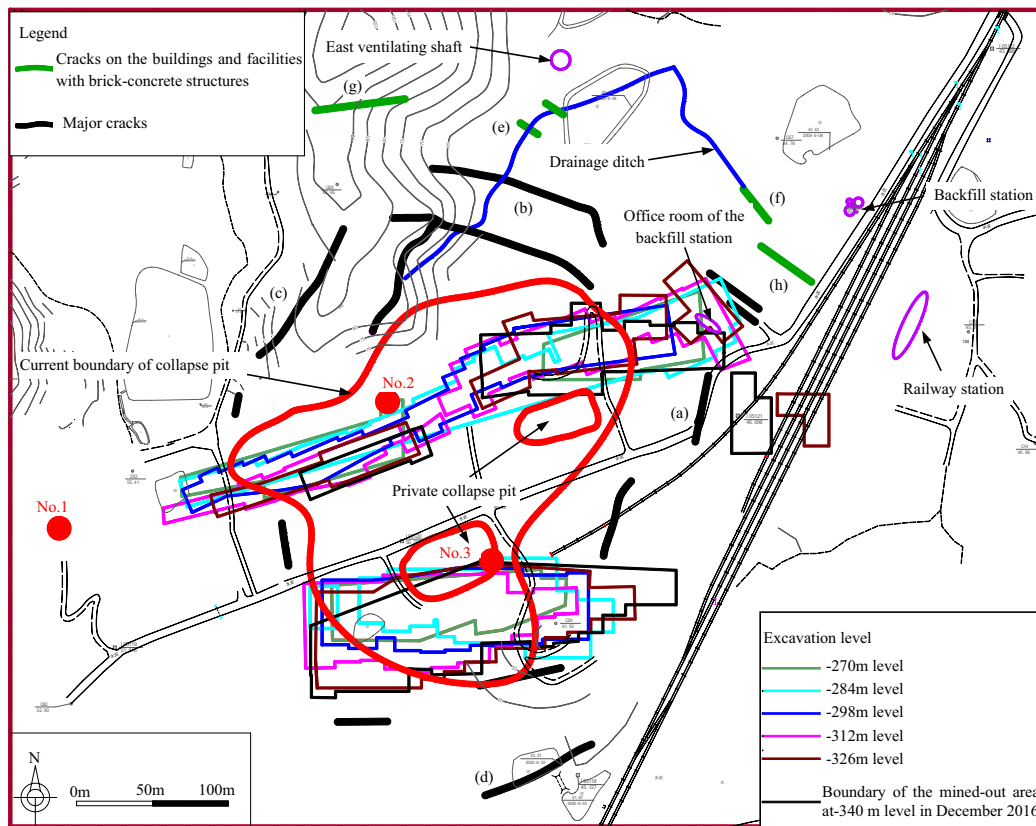 Legend
Cracks on the buildings and facilities
with brick-concrete structures
Major cracks
East ventilating shaft
(g)
(e)
Drainage ditch
(f)
Backfill station
(b)
Office room of the
backfill station
(h)
(c)
Current boundary of collapse pit
No.2
(a)
Railway station
Private collapse pit
No.1
No.3
(d)
N
0m 50m 100m
Excavation level
-270m level
-284m level
-298m level
-312m level
-326m level
Boundary of the mined-out area
at-340 m level in December 2016